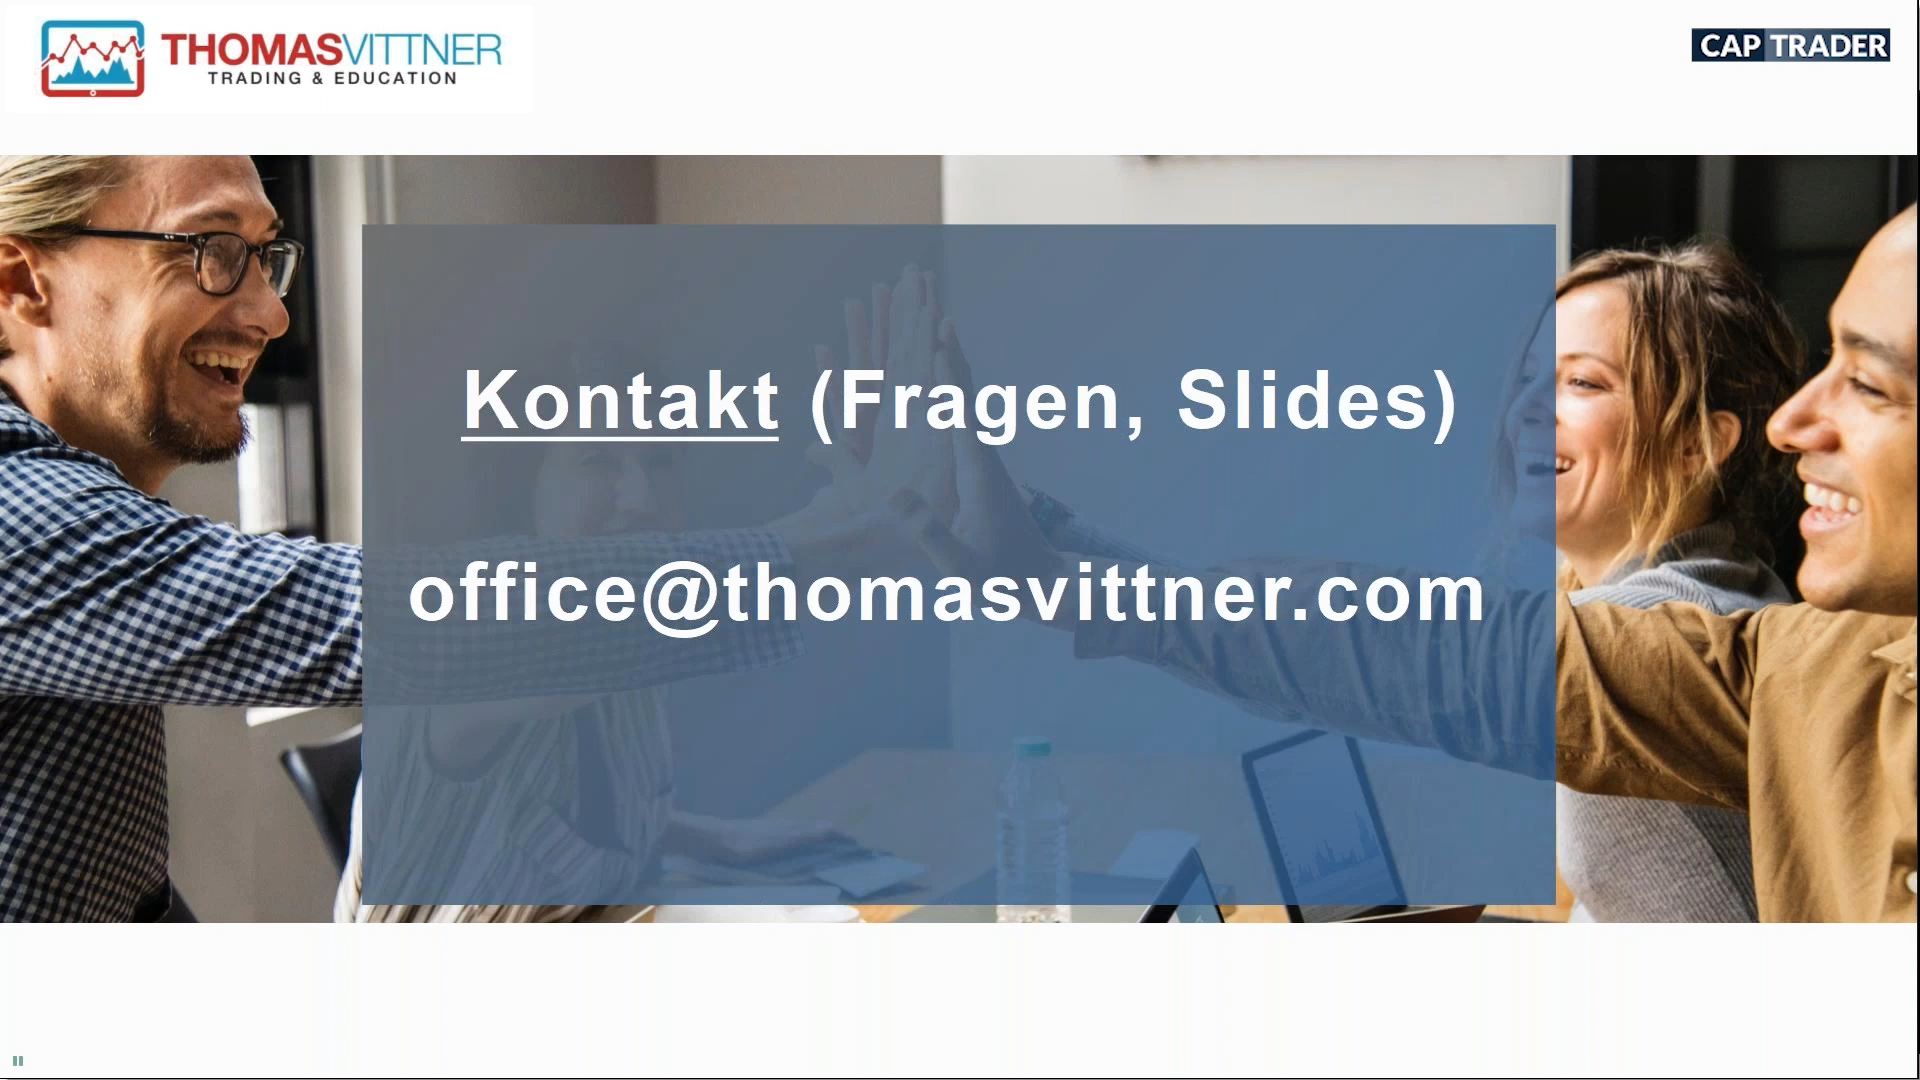 THOMASVITTNER
TRADING & EDUCATION
CAP TRADER
Kontakt (Fragen, Slides)
office@thomasvittner.com